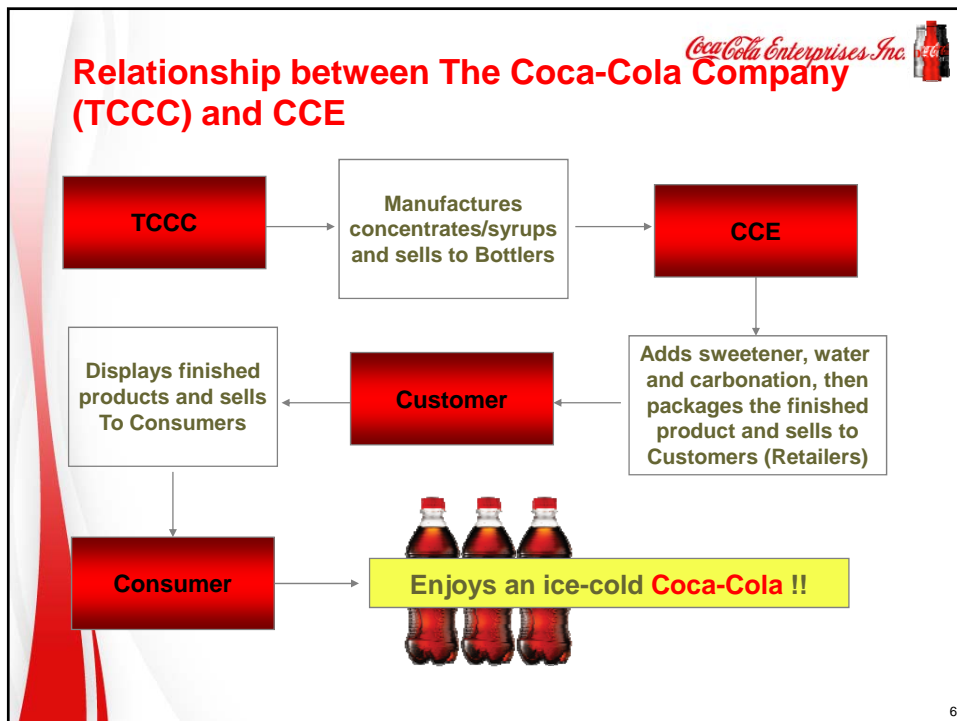 Coca-Cola Enterprises Inc.
Relationship between The Coca-Cola Company
(TCCC) and CCE
TCCC
Manufactures
concentrates/syrups
and sells to Bottlers
CCE
Adds sweetener, water
and carbonation, then
packages the finished
product and sells to
Customers (Retailers)
Customer
Displays finished
products and sells
To Consumers
Consumer
Enjoys an ice-cold Coca-Cola !!
6